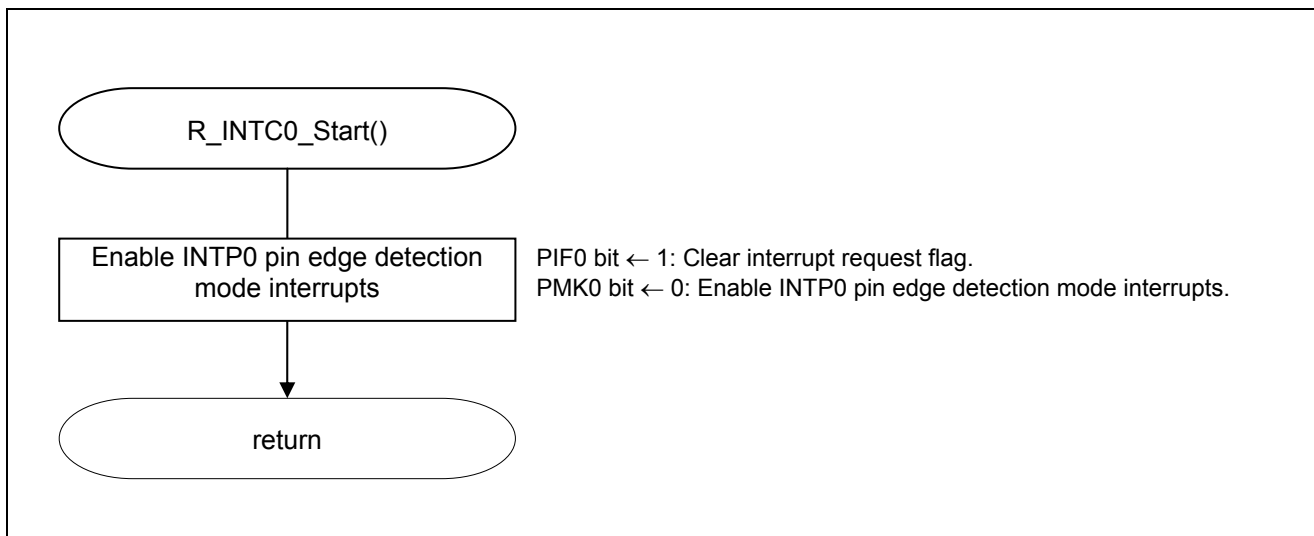 R_INTC0_Start()
Enable INTP0 pin edge detection
mode interrupts
PIF0 bit ← 1: Clear interrupt request flag.
PMK0 bit ← 0: Enable INTP0 pin edge detection mode interrupts.
return